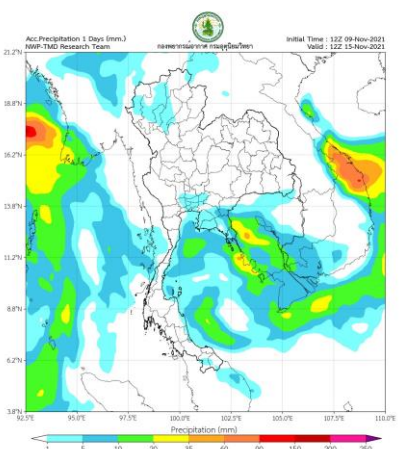 Acc.Precipitation 1 Days (mm.)
NWP-TMD Research Team
กองพยากรณ์อากาศ กรมอุตุนิยมวิทยา
Initial Time : 12Z 09-Nov-2021
Valid : 12Z 15-Nov-2021
21.2°N
18.8°N
16.2°N
13.8°N
11.2°N
8.8°N
6.2°N
3.8°N
92.5°E 95.0°E 97.5°E 100.0°E 102.5°E 105.0°E 107.5°E 110.0°E
Precipitation (mm)
1 5 10 20 35 60 90 150 200 250